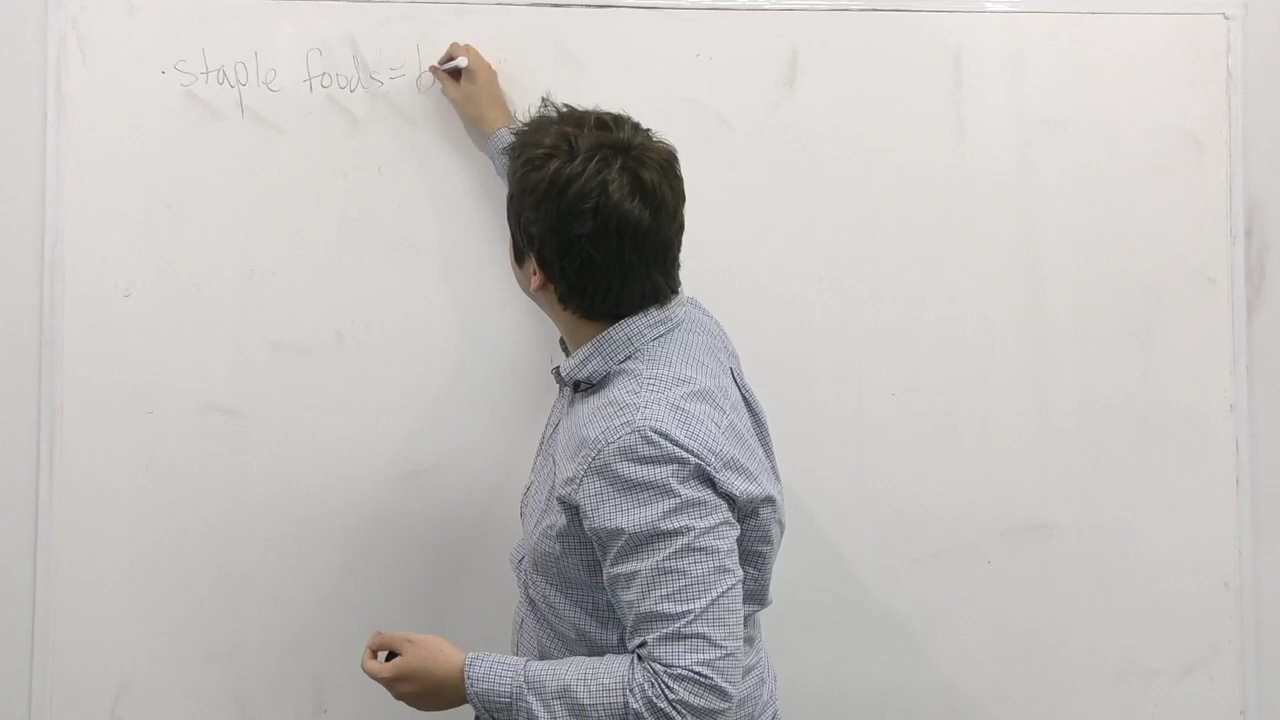 · staple foods = b